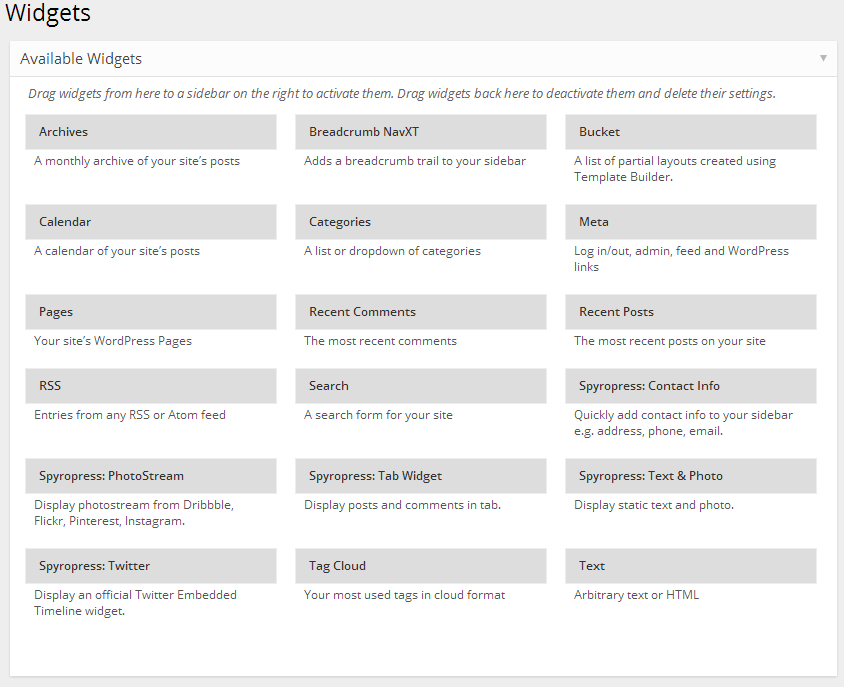 Widgets
Available Widgets
Drag widgets from here to a sidebar on the right to activate them. Drag widgets back here to deactivate them and delete their settings.
Archives
A monthly archive of your site’s posts
Breadcrumb NavXT
Adds a breadcrumb trail to your sidebar
Bucket
A list of partial layouts created using
Template Builder.
Calendar
A calendar of your site’s posts
Categories
A list or dropdown of categories
Meta
Log in/out, admin, feed and WordPress
links
Pages
Your site’s WordPress Pages
Recent Comments
The most recent comments
Recent Posts
The most recent posts on your site
RSS
Entries from any RSS or Atom feed
Search
A search form for your site
Spyropress: Contact Info
Quickly add contact info to your sidebar
e.g. address, phone, email.
Spyropress: PhotoStream
Display photostream from Dribbble,
Flickr, Pinterest, Instagram.
Spyropress: Tab Widget
Display posts and comments in tab.
Spyropress: Text & Photo
Display static text and photo.
Spyropress: Twitter
Display an official Twitter Embedded
Timeline widget.
Tag Cloud
Your most used tags in cloud format
Text
Arbitrary text or HTML